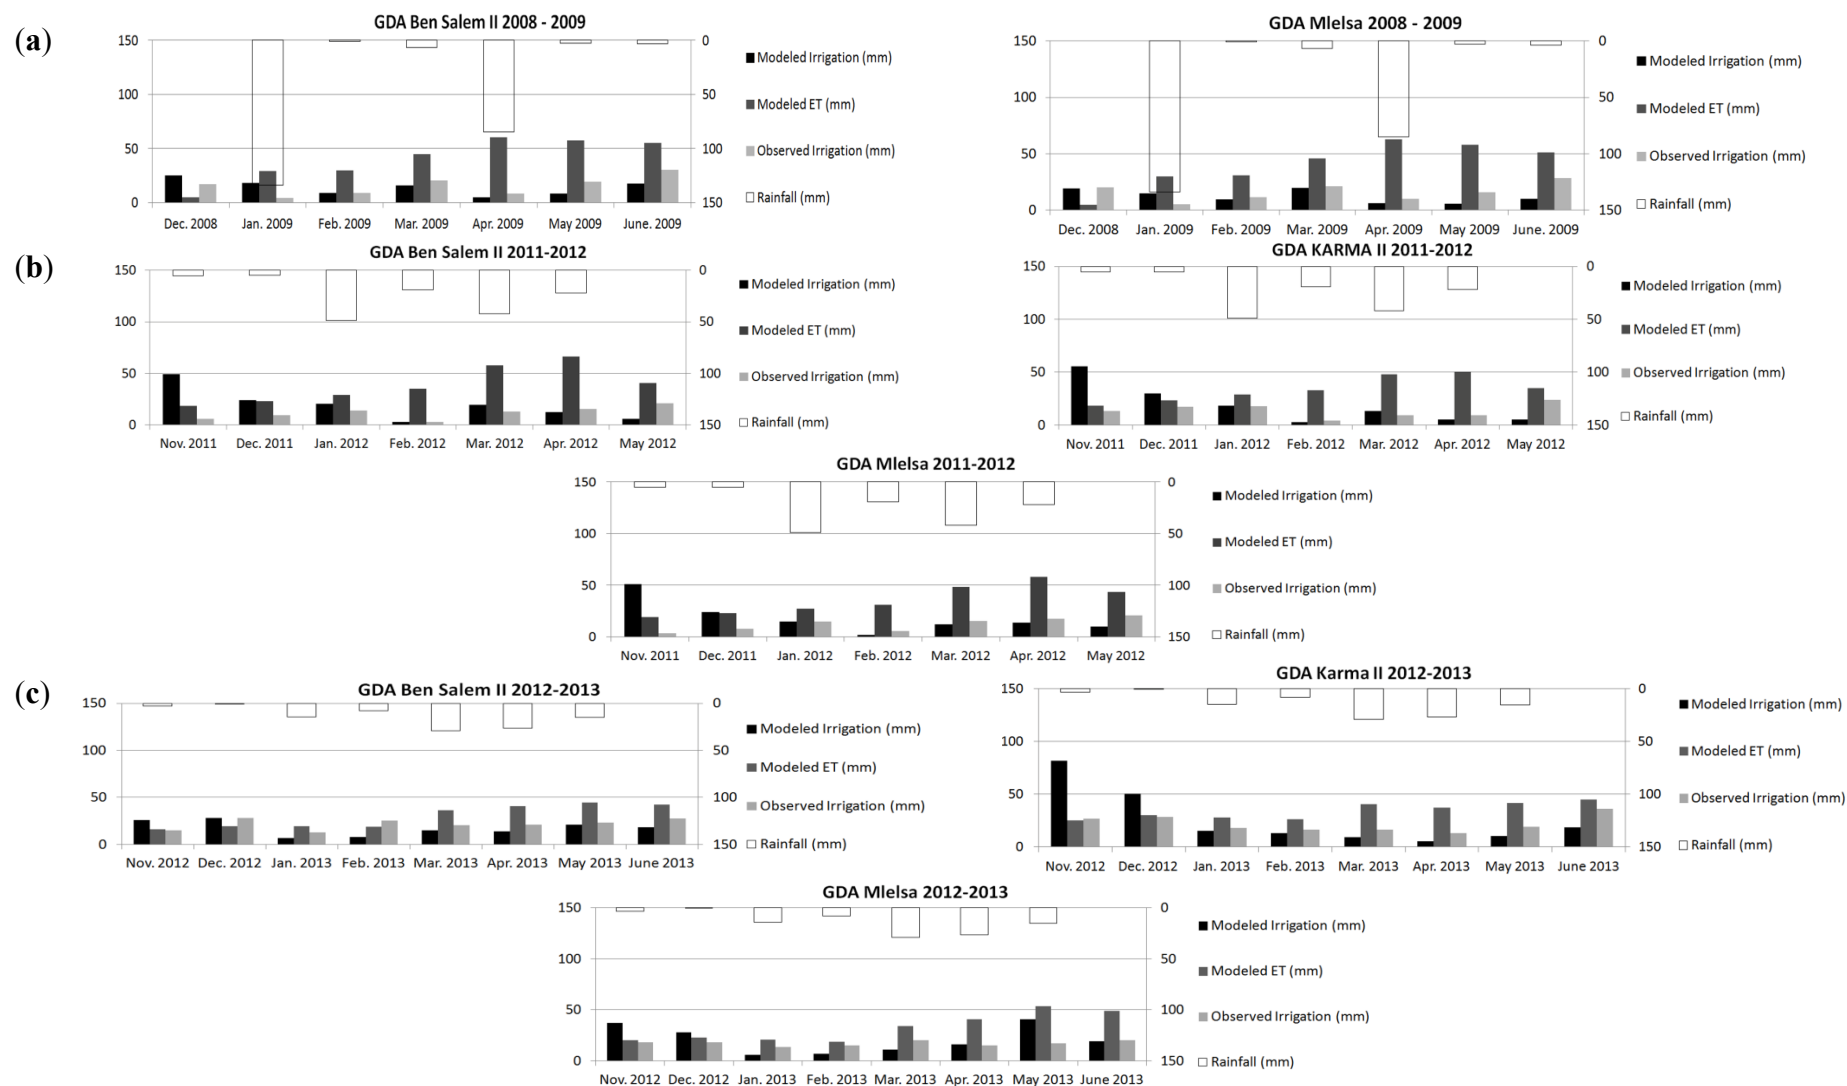 (a)
GDA Ben Salem II 2008 - 2009
150
100
50
0
0
50
100
150
Dec. 2008 Jan. 2009 Feb. 2009 Mar. 2009 Apr. 2009 May 2009 June. 2009
Modeled Irrigation (mm)
Modeled ET (mm)
Observed Irrigation (mm)
Rainfall (mm)
GDA Mlelsa 2008 - 2009
150
100
50
0
0
50
100
150
Dec. 2008 Jan. 2009 Feb. 2009 Mar. 2009 Apr. 2009 May 2009 June. 2009
Modeled Irrigation (mm)
Modeled ET (mm)
Observed Irrigation (mm)
Rainfall (mm)
(b)
GDA Ben Salem II 2011-2012
150
100
50
0
0
50
100
150
Nov. 2011 Dec. 2011 Jan. 2012 Feb. 2012 Mar. 2012 Apr. 2012 May 2012
Modeled Irrigation (mm)
Modeled ET (mm)
Observed Irrigation (mm)
Rainfall (mm)
GDA KARMA II 2011-2012
150
100
50
0
0
50
100
150
Nov. 2011 Dec. 2011 Jan. 2012 Feb. 2012 Mar. 2012 Apr. 2012 May 2012
Modeled Irrigation (mm)
Modeled ET (mm)
Observed Irrigation (mm)
Rainfall (mm)
GDA Mlelsa 2011-2012
150
100
50
0
0
50
100
150
Nov. 2011 Dec. 2011 Jan. 2012 Feb. 2012 Mar. 2012 Apr. 2012 May 2012
Modeled Irrigation (mm)
Modeled ET (mm)
Observed Irrigation (mm)
Rainfall (mm)
(c)
GDA Ben Salem II 2012-2013
150
100
50
0
0
50
100
150
Nov. 2012 Dec. 2012 Jan. 2013 Feb. 2013 Mar. 2013 Apr. 2013 May 2013 June 2013
Modeled Irrigation (mm)
Modeled ET (mm)
Observed Irrigation (mm)
Rainfall (mm)
GDA Karma II 2012-2013
150
100
50
0
0
50
100
150
Nov. 2012 Dec. 2012 Jan. 2013 Feb. 2013 Mar. 2013 Apr. 2013 May 2013 June 2013
Modeled Irrigation (mm)
Modeled ET (mm)
Observed Irrigation (mm)
Rainfall (mm)
GDA Mlelsa 2012-2013
150
100
50
0
0
50
100
150
Nov. 2012 Dec. 2012 Jan. 2013 Feb. 2013 Mar. 2013 Apr. 2013 May 2013 June 2013
Modeled Irrigation (mm)
Modeled ET (mm)
Observed Irrigation (mm)
Rainfall (mm)